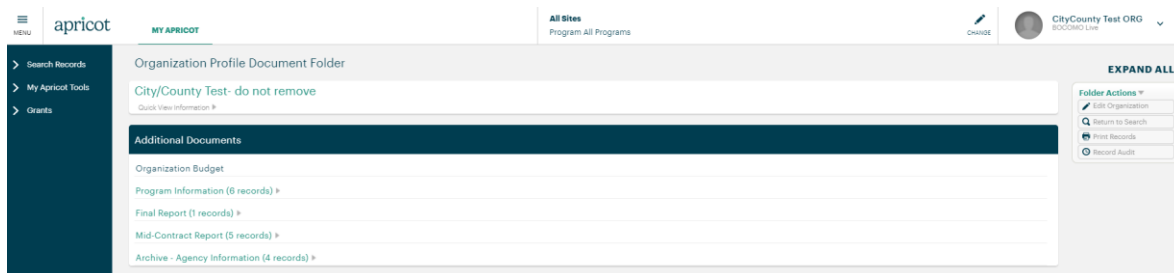 MENU
apricot
MY APRICOT
All Sites
Program All Programs
CHANGE
CityCounty Test ORG
BOCOMO Live
Search Records
My Apricot Tools
Grants
Organization Profile Document Folder
EXPAND ALL
City/County Test- do not remove
Quick View Information
Folder Actions
Edit Organization
Return to Search
Print Records
Record Audit
Additional Documents
Organization Budget
Program Information (6 records)
Final Report (1 records)
Mid-Contract Report (5 records)
Archive - Agency Information (4 records)